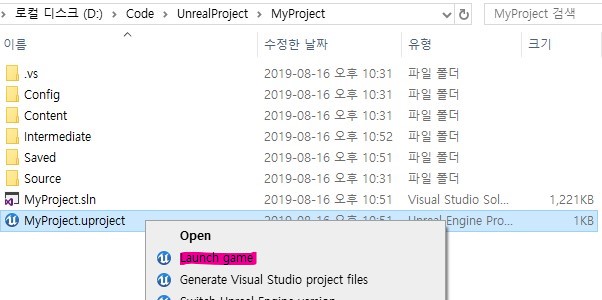 로컬 디스크 (D:) > Code > UnrealProject > MyProject
MyProject 검색
이름 수정한 날짜 유형 크기
.vs 2019-08-16 오후 10:31 파일 폴더
Config 2019-08-16 오후 10:31 파일 폴더
Content 2019-08-16 오후 10:31 파일 폴더
Intermediate 2019-08-16 오후 10:52 파일 폴더
Saved 2019-08-16 오후 10:51 파일 폴더
Source 2019-08-16 오후 10:31 파일 폴더
MyProject.sln 2019-08-16 오후 10:51 Visual Studio Sol... 1,221KB
MyProject.uproject 2019-08-16 오후 10:51 Unreal Engine Pro... 1KB
Open
Launch game
Generate Visual Studio project files
Switch Unreal Engine version